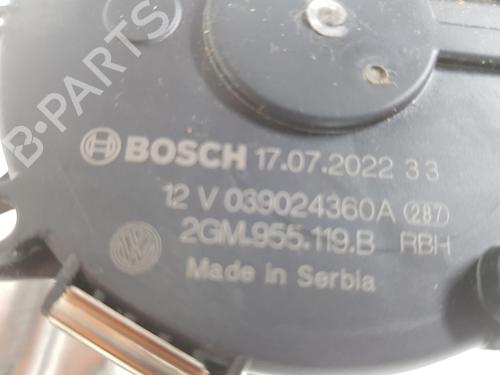 B-PARTS
BOSCH 17.07.2022 33
12 V 039024360A 287
2GM.955.119.B RBH
Made in Serbia